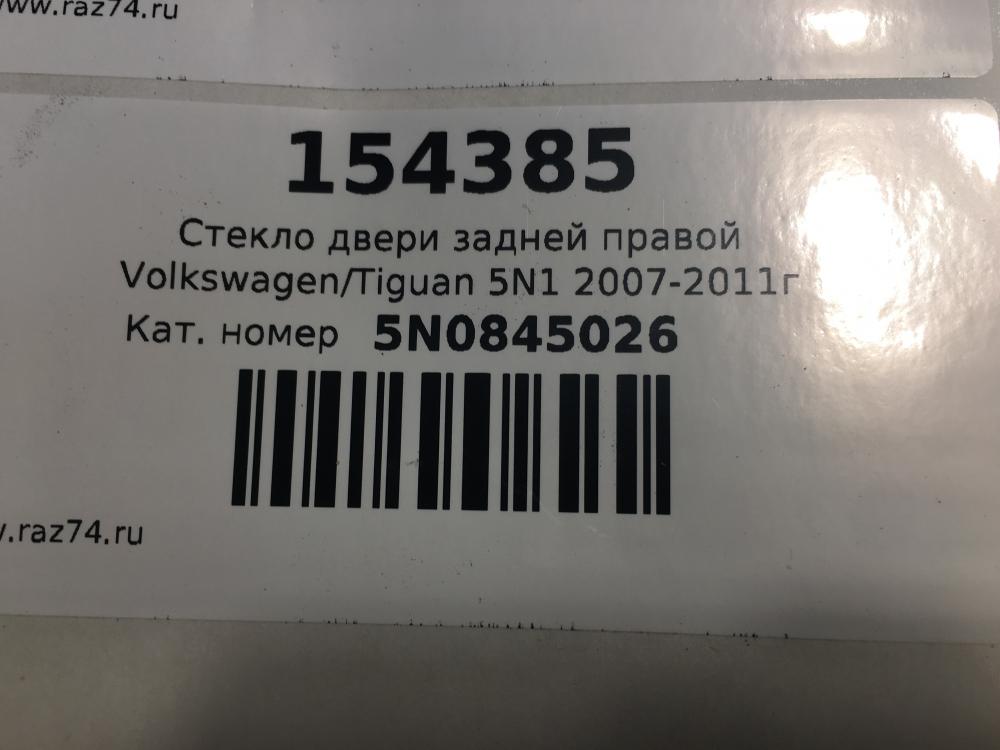 www.raz74.ru
154385
Стекло двери задней правой
Volkswagen/Tiguan 5N1 2007-2011г
Кат. номер 5N0845026
.raz74.ru